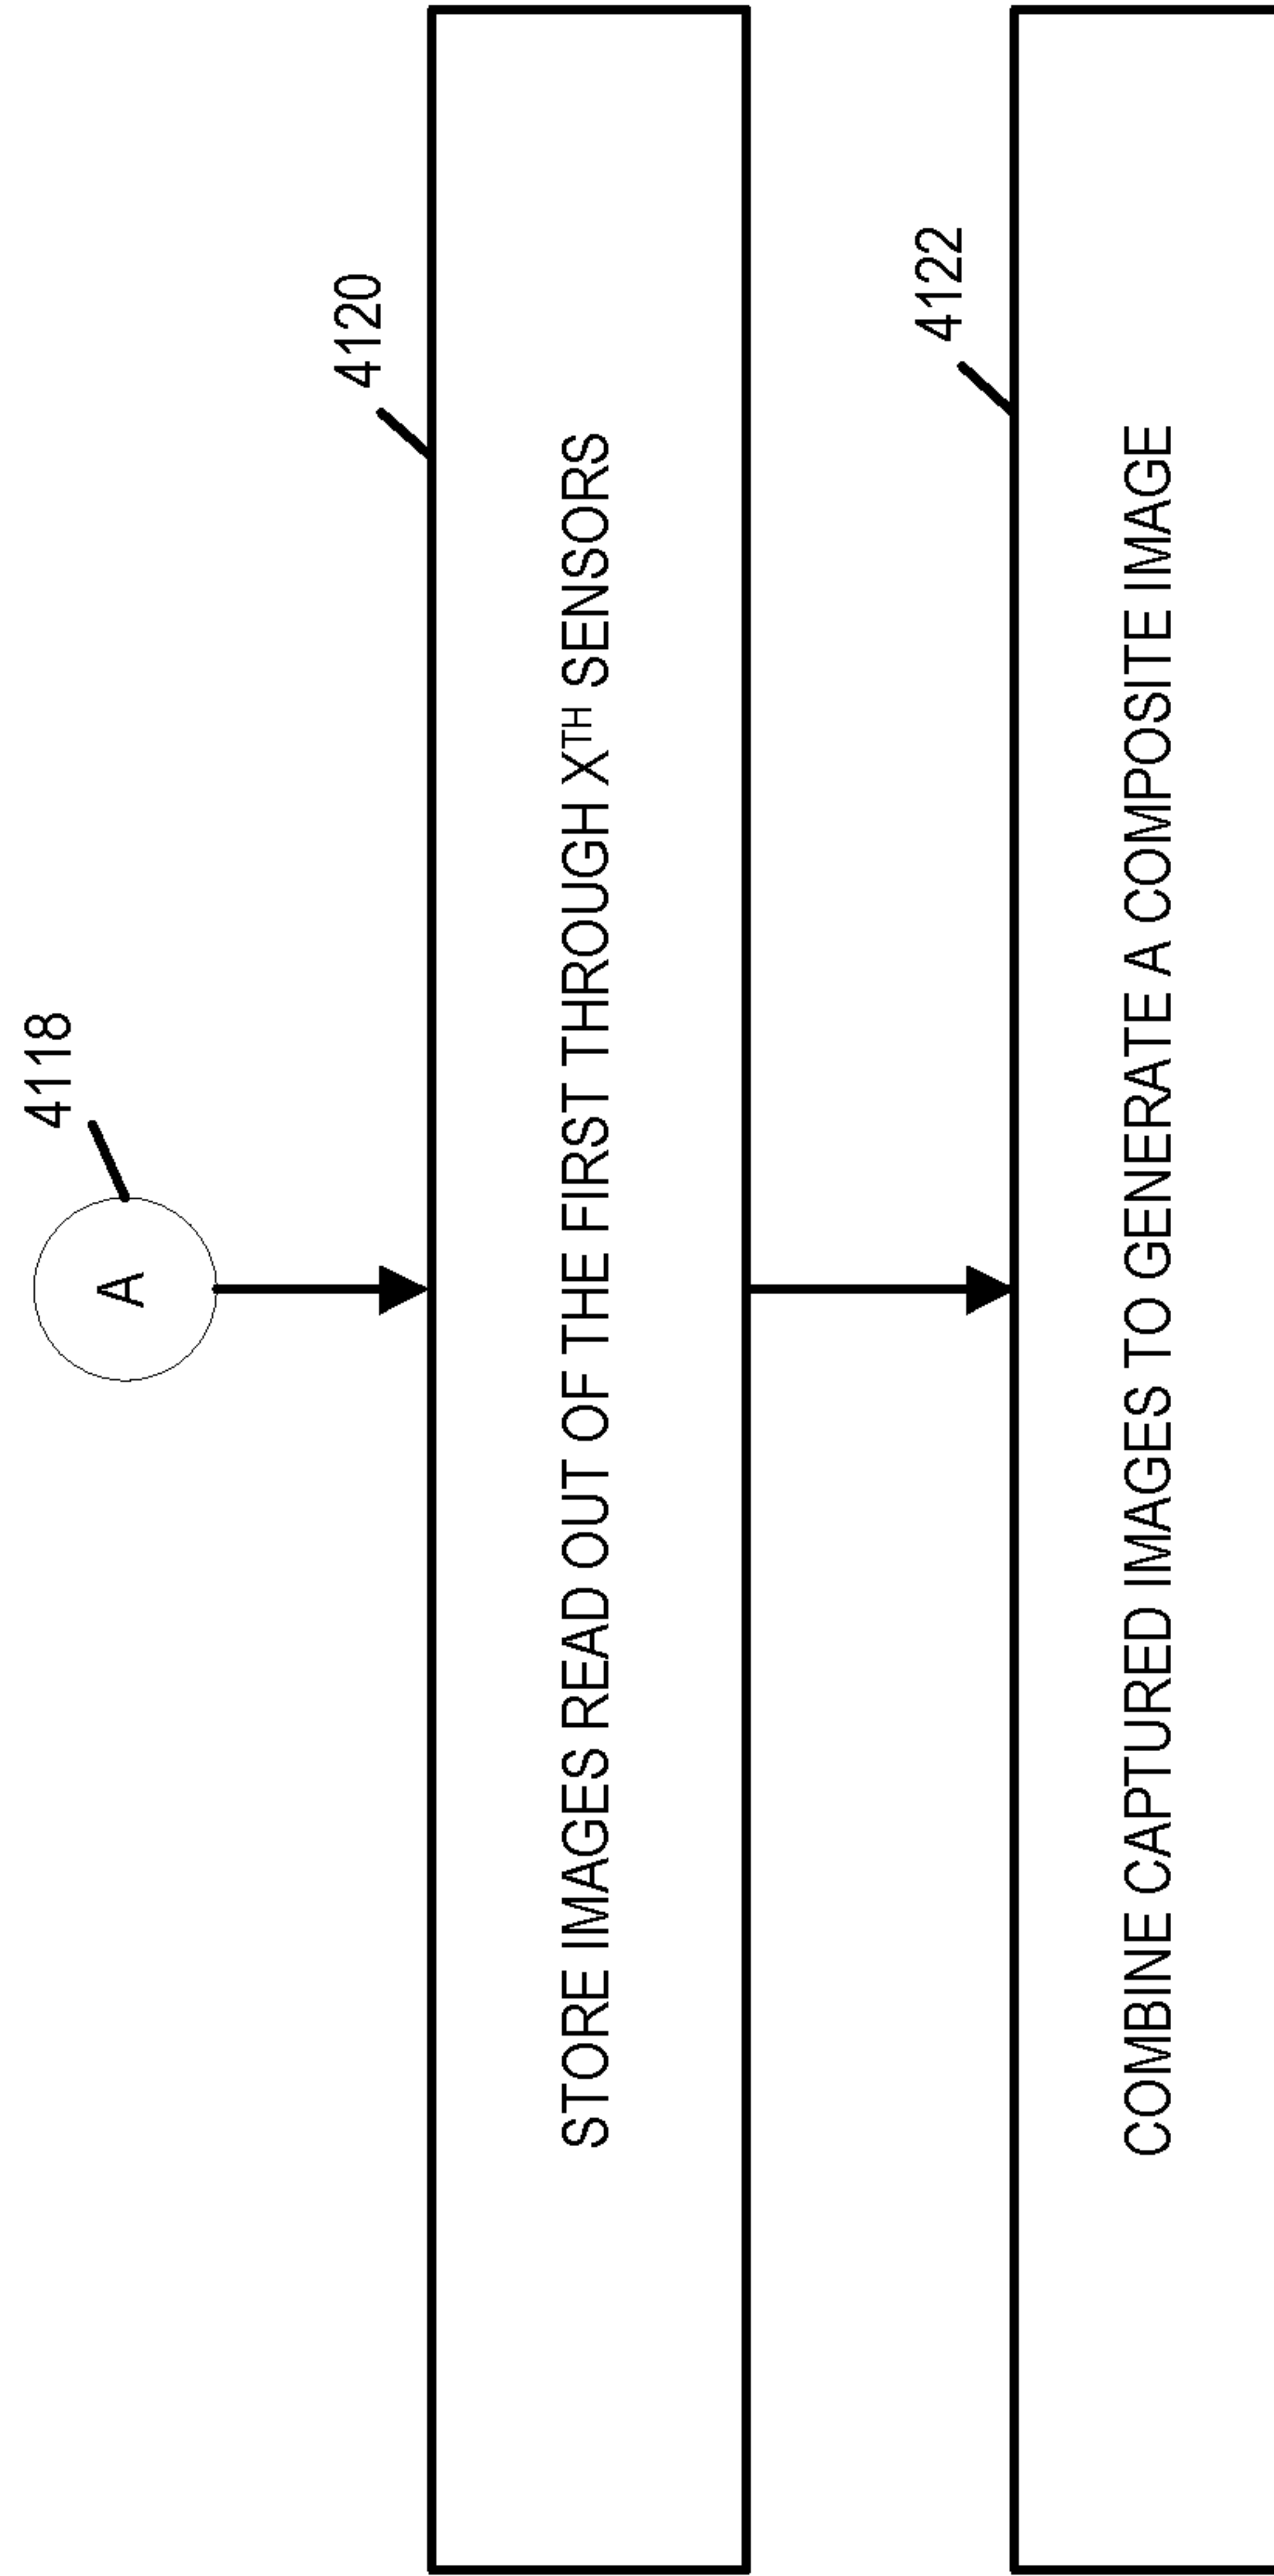 4118
A
4120
STORE IMAGES READ OUT OF THE FIRST THROUGH XTH SENSORS
4122
COMBINE CAPTURED IMAGES TO GENERATE A COMPOSITE IMAGE